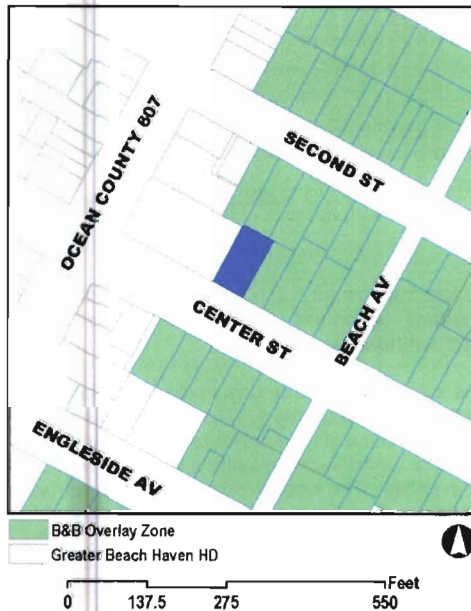 SECOND ST
OCEAN COUNTY 607
BEACH AV
CENTER ST
ENGLESIDE AV
B&B Overlay Zone
Greater Beach Haven HD
Feet
0 137.5 275 550